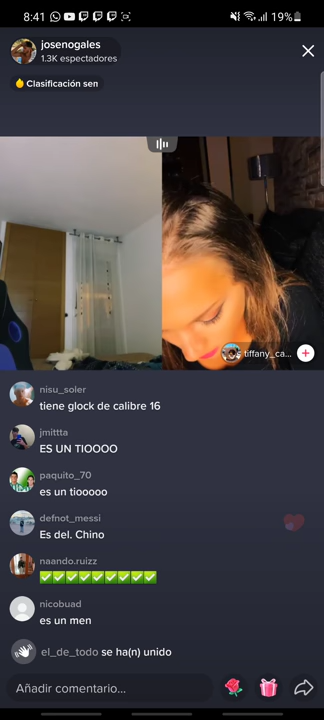 8:41
19%
josenogales
1.3K espectadores
Clasificación sen
tiffany_ca...
nisu_soler
tiene glock de calibre 16
jmittta
ES UN TIOOOO
paquito_70
es un tiooooo
defnot_messi
Es del. Chino
naando.ruizz
✅✅✅✅✅✅✅✅✅
nicobuad
es un men
el_de_todo se ha(n) unido
Añadir comentario...